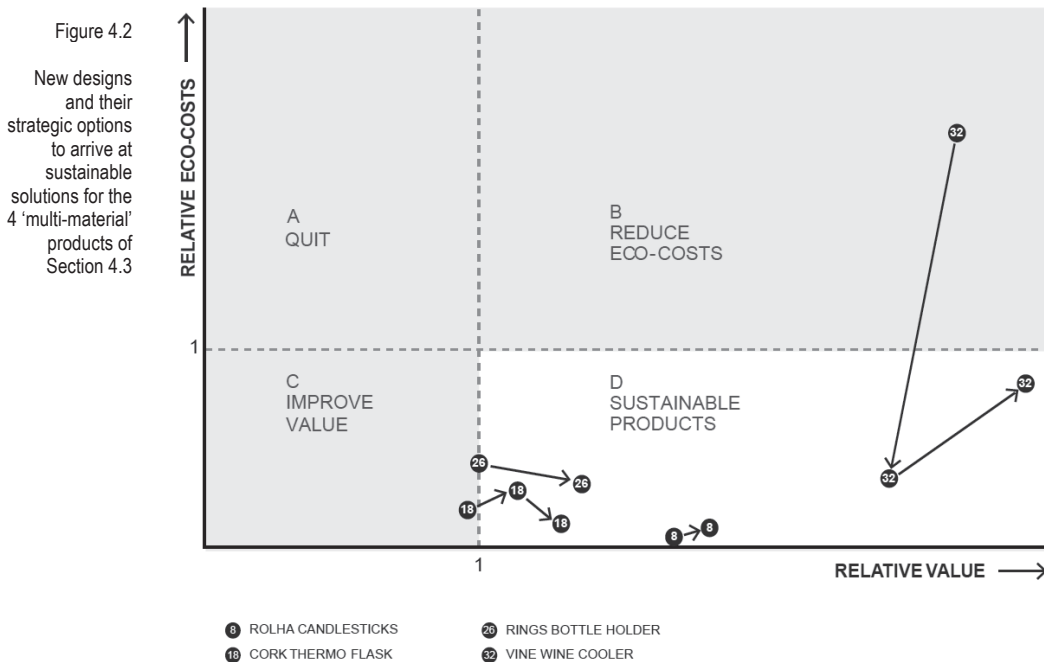 Figure 4.2
New designs
and their
strategic options
to arrive at
sustainable
solutions for the
4 ‘multi-material’
products of
Section 4.3
RELATIVE ECO-COSTS
1
A
QUIT
B
REDUCE
ECO-COSTS
C
IMPROVE
VALUE
D
SUSTAINABLE
PRODUCTS
32
32
32
26
26
18
18
18
8
8
1
RELATIVE VALUE
8 ROLHA CANDLESTICKS
18 CORK THERMO FLASK
26 RINGS BOTTLE HOLDER
32 VINE WINE COOLER